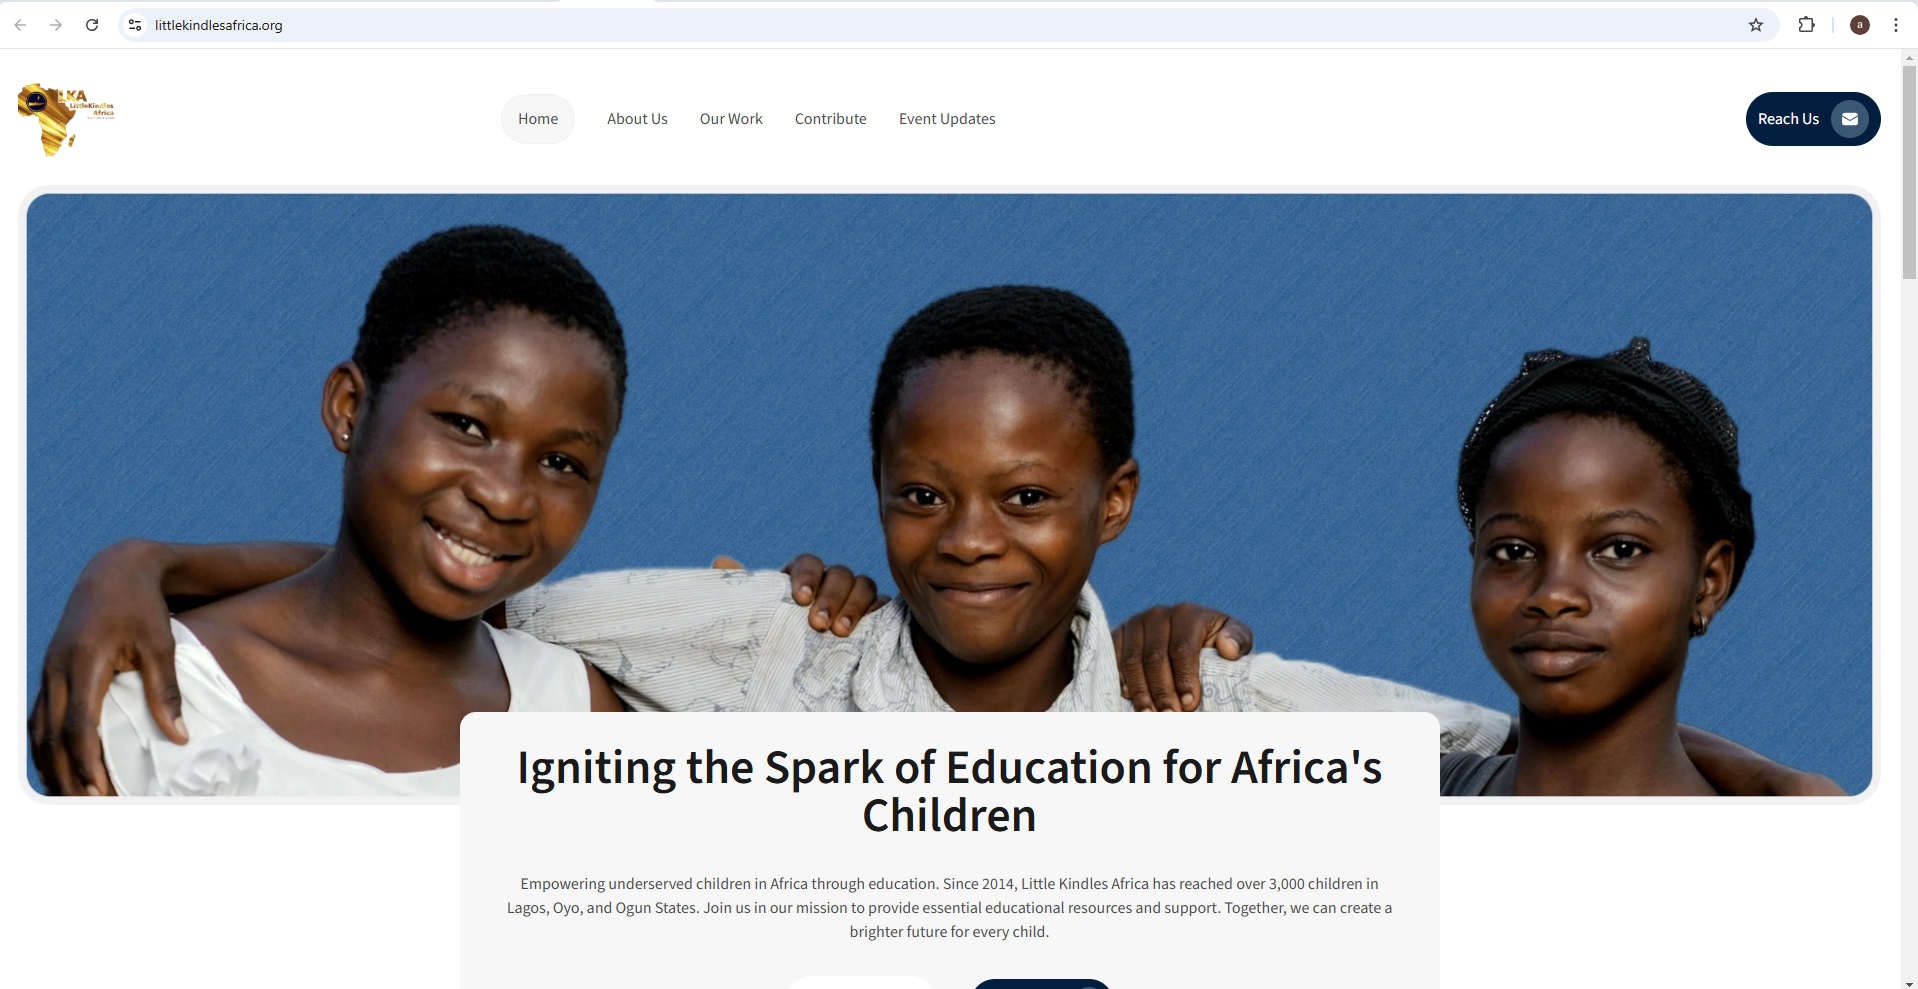 littlekindlesafrica.org
a
LKA
LittleKindles
Africa
Home
About Us
Our Work
Contribute
Event Updates
Reach Us
Igniting the Spark of Education for Africa's
Children
Empowering underserved children in Africa through education. Since 2014, Little Kindles Africa has reached over 3,000 children in
Lagos, Oyo, and Ogun States. Join us in our mission to provide essential educational resources and support. Together, we can create a
brighter future for every child.